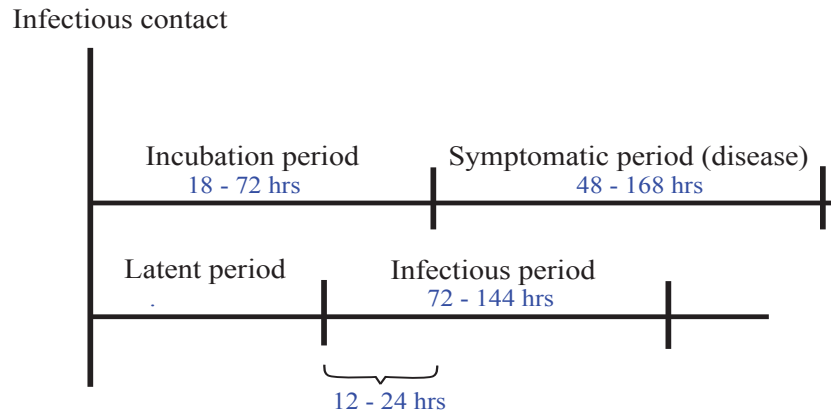 Infectious contact
Incubation period
18 - 72 hrs
Symptomatic period (disease)
48 - 168 hrs
Latent period
.
Infectious period
72 - 144 hrs
12 - 24 hrs